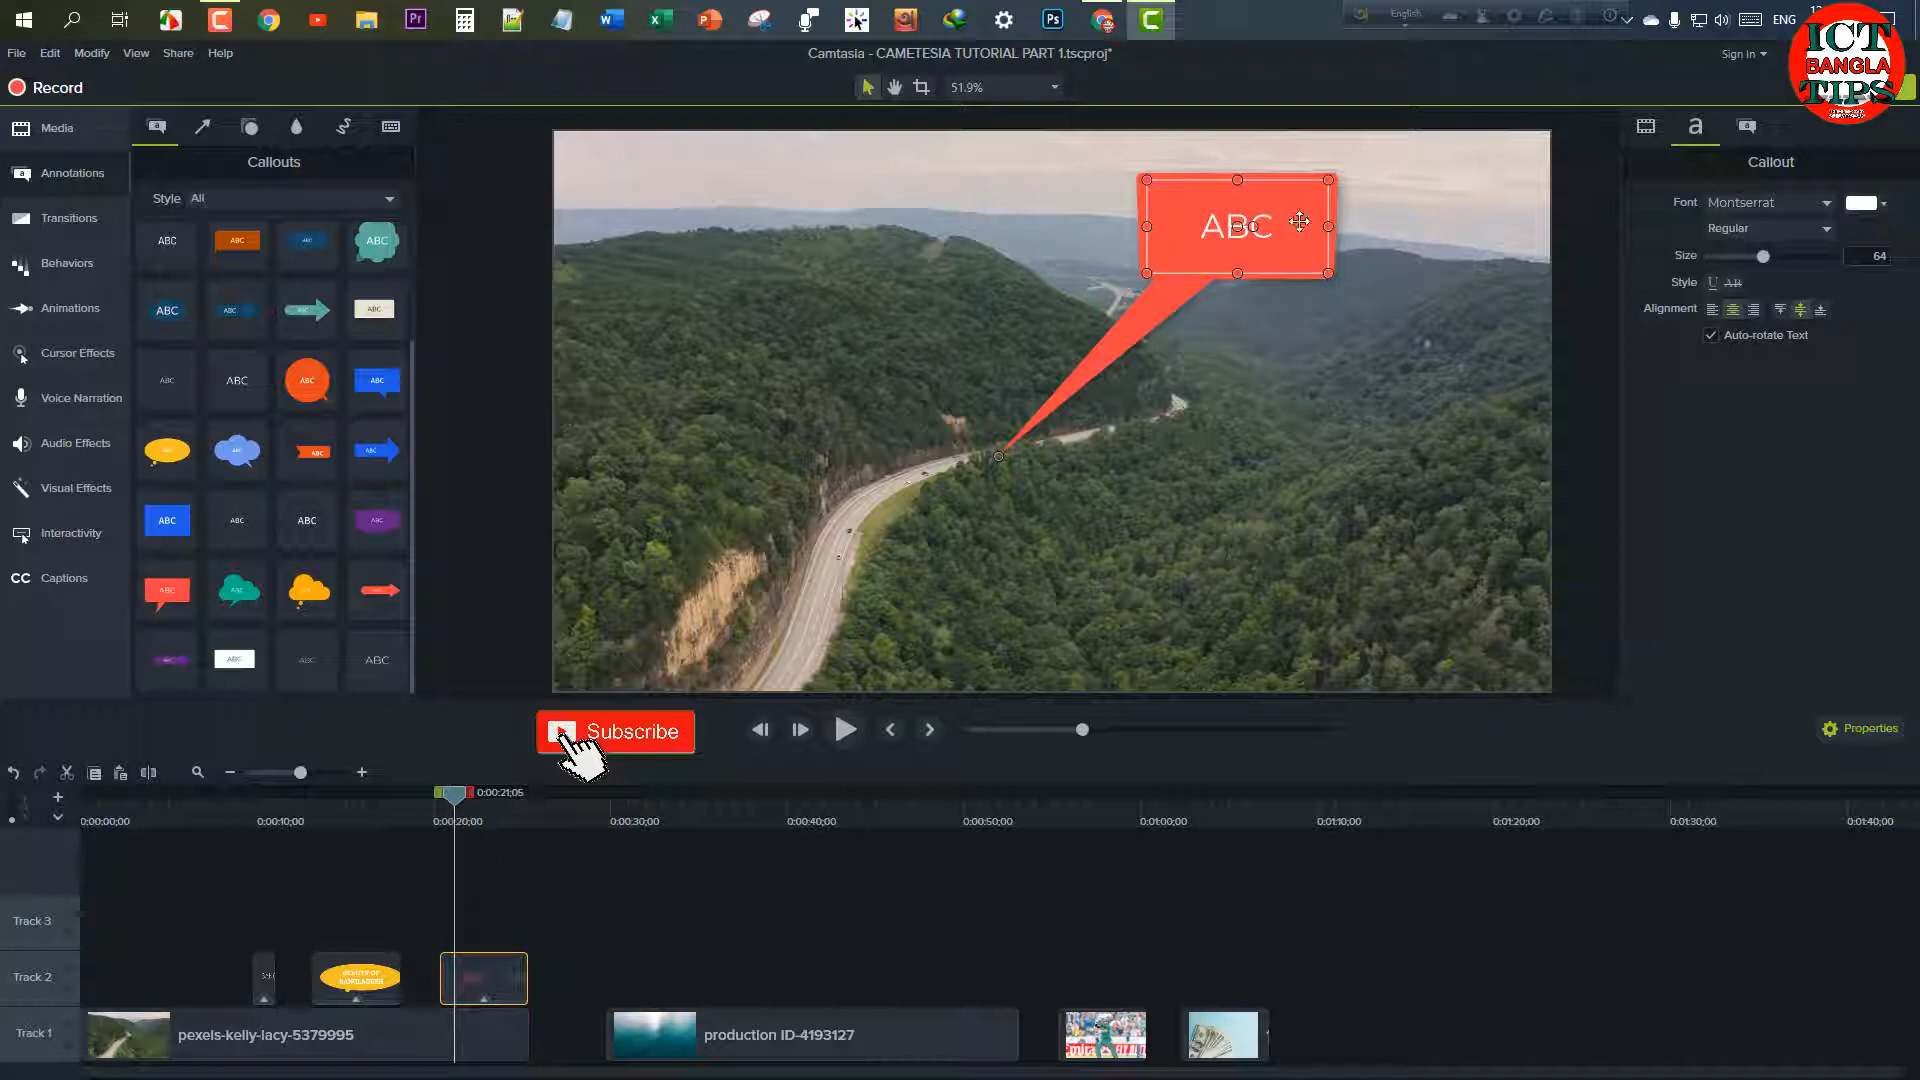 English
ENG
File Edit Modify View Share Help
Camtasia - CAMETESIA TUTORIAL PART 1.tscproj*
Sign In
ICT
BANGLA
TIPS
Record
51.9%
Media
Annotations
Transitions
Behaviors
Animations
Cursor Effects
Voice Narration
Audio Effects
Visual Effects
Interactivity
CC Captions
Callouts
Style All
ABC ABC ABC ABC
ABC ABC ABC ABC
ABC ABC ABC ABC
ABC ABC ABC ABC
ABC ABC ABC ABC
ABC ABC ABC ABC
ABC ABC ABC ABC
ABC
Callout
Font Montserrat
Regular
Size 64
Style U AB
Alignment
Auto-rotate Text
Subscribe
Properties
0:00:21;05
0:00:00;00 0:00:10;00 0:00:20;00 0:00:30;00 0:00:40;00 0:00:50;00 0:01:00;00 0:01:10;00 0:01:20;00 0:01:30;00 0:01:40;00
Track 3
Track 2
BEAUTY OF
BANGLADESH
Track 1
pexels-kelly-lacy-5379995
production ID-4193127